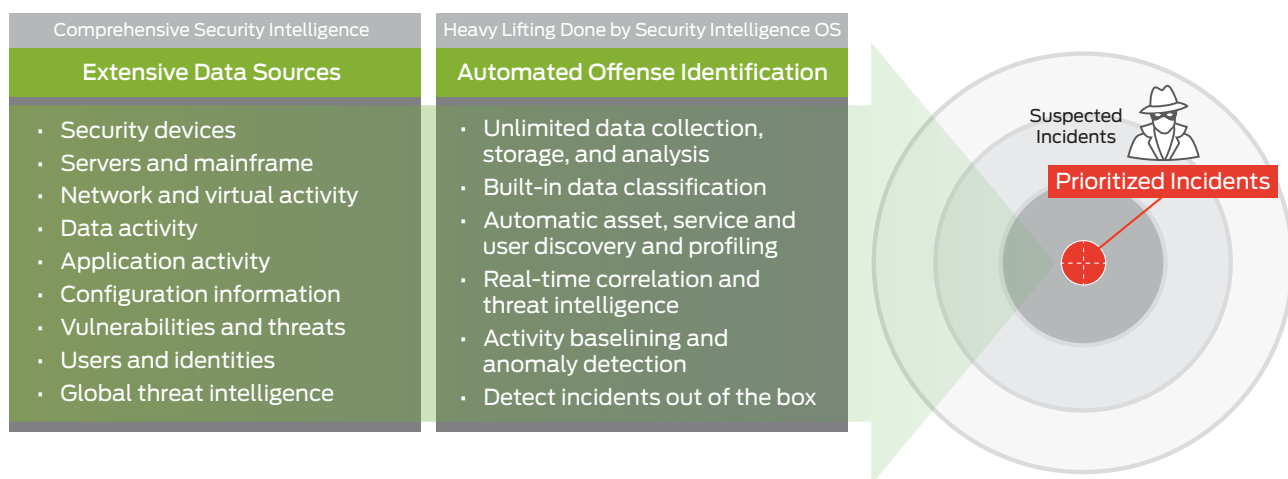 Comprehensive Security Intelligence
Extensive Data Sources
· Security devices
· Servers and mainframe
· Network and virtual activity
· Data activity
· Application activity
· Configuration information
· Vulnerabilities and threats
· Users and identities
· Global threat intelligence
Heavy Lifting Done by Security Intelligence OS
Automated Offense Identification
· Unlimited data collection,
storage, and analysis
· Built-in data classification
· Automatic asset, service and
user discovery and profiling
· Real-time correlation and
threat intelligence
· Activity baselining and
anomaly detection
· Detect incidents out of the box
Suspected
Incidents
Prioritized Incidents